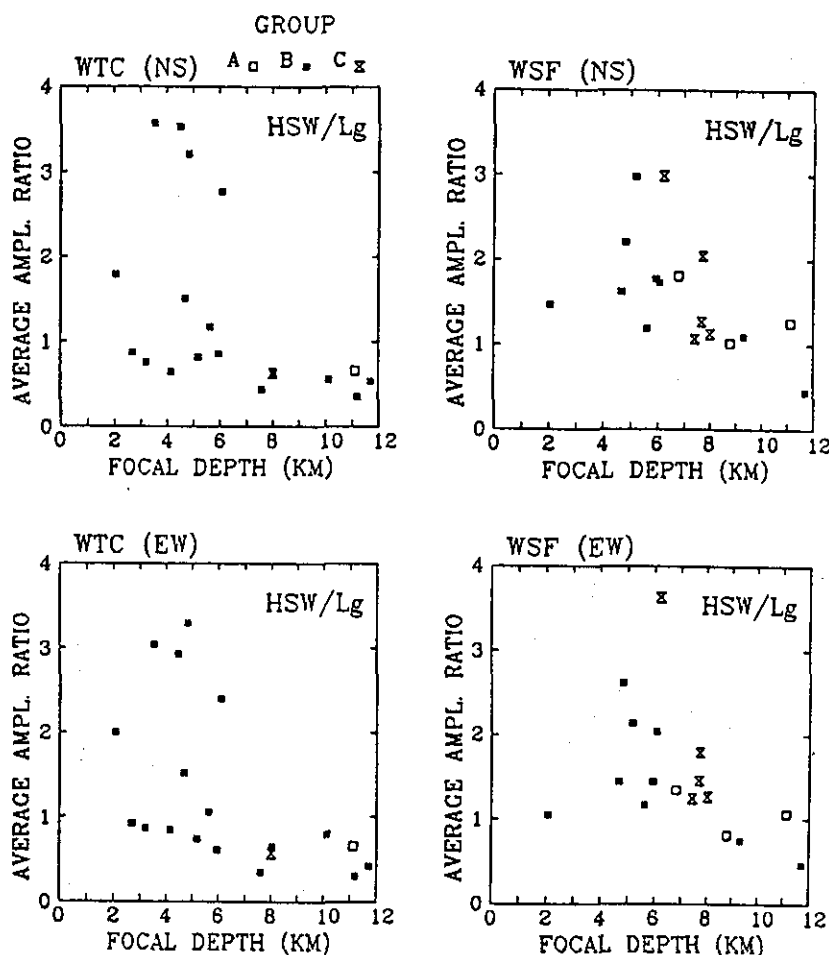 GROUP
A B C
WTC (NS)
HSW/Lg
AVERAGE AMPL. RATIO
4
3
2
1
0
0 2 4 6 8 10 12
FOCAL DEPTH (KM)
WSF (NS)
HSW/Lg
AVERAGE AMPL. RATIO
4
3
2
1
0
0 2 4 6 8 10 12
FOCAL DEPTH (KM)
WTC (EW)
HSW/Lg
AVERAGE AMPL. RATIO
4
3
2
1
0
0 2 4 6 8 10 12
FOCAL DEPTH (KM)
WSF (EW)
HSW/Lg
AVERAGE AMPL. RATIO
4
3
2
1
0
0 2 4 6 8 10 12
FOCAL DEPTH (KM)